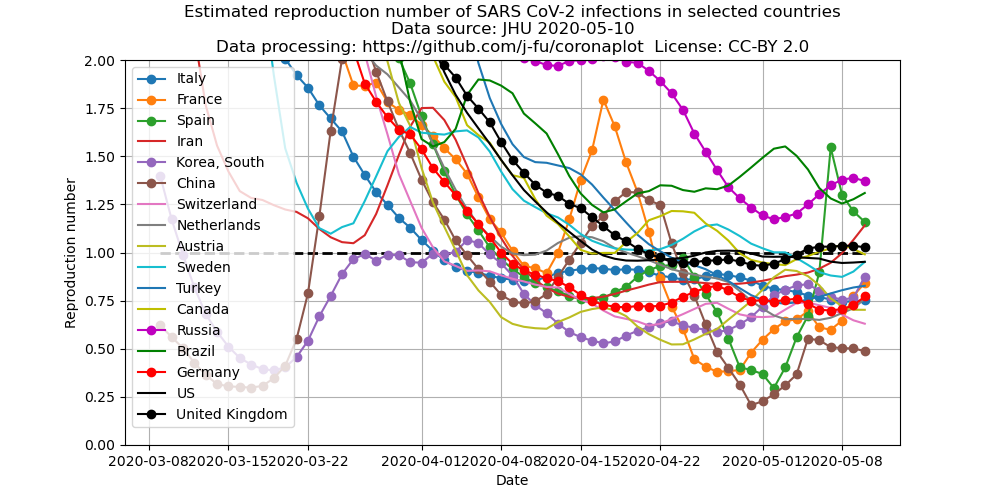 Estimated reproduction number of SARS CoV-2 infections in selected countries
Data source: JHU 2020-05-10
Data processing: https://github.com/j-fu/coronaplot  License: CC-BY 2.0
2.00
1.75
1.50
1.25
1.00
0.75
0.50
0.25
0.00
Reproduction number
Italy
France
Spain
Iran
Korea, South
China
Switzerland
Netherlands
Austria
Sweden
Turkey
Canada
Russia
Brazil
Germany
US
United Kingdom
2020-03-08 2020-03-15 2020-03-22 2020-04-01 2020-04-08 2020-04-15 2020-04-22 2020-05-01 2020-05-08
Date